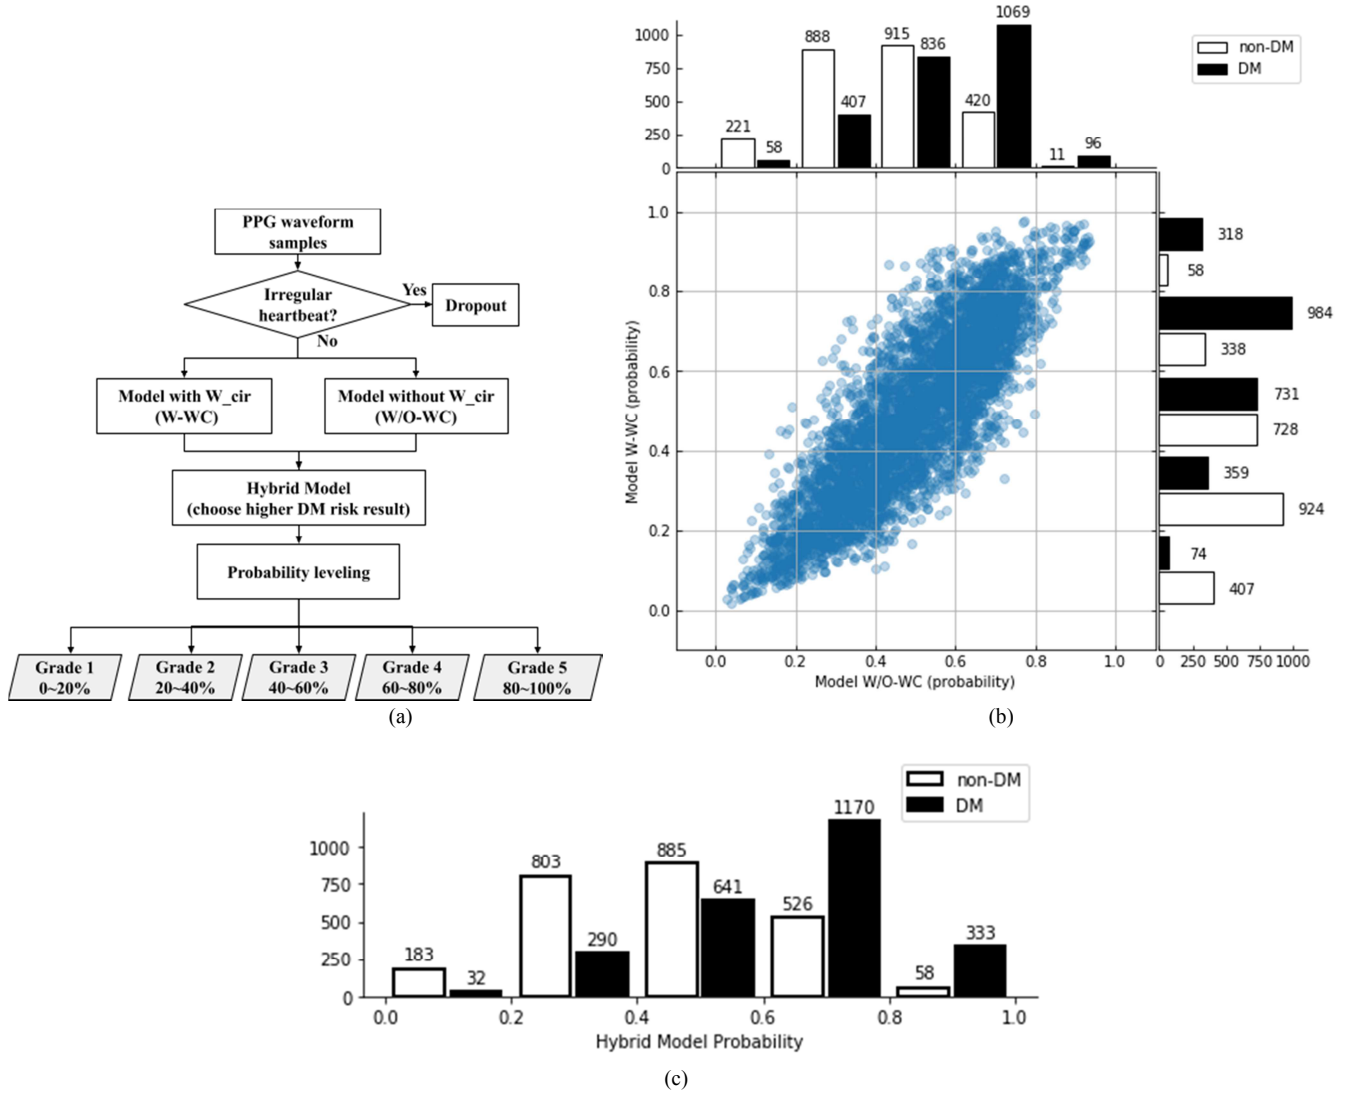 PPG waveform
samples
Irregular
heartbeat?
Yes
Dropout
No
Model with W_cir
(W-WC)
Model without W_cir
(W/O-WC)
Hybrid Model
(choose higher DM risk result)
Probability leveling
Grade 1
0~20%
Grade 2
20~40%
Grade 3
40~60%
Grade 4
60~80%
Grade 5
80~100%
(a)
1000
750
500
250
0
221
58
888
407
915
836
420
1069
11
96
non-DM
DM
Model W-WC (probability)
1.0
0.8
0.6
0.4
0.2
0.0
0.0
0.2
0.4
0.6
0.8
1.0
Model W/O-WC (probability)
318
58
984
338
731
728
359
924
74
407
0
250
500
750
1000
(b)
non-DM
DM
1000
750
500
250
0
183
32
803
290
885
641
526
1170
58
333
0.0
0.2
0.4
0.6
0.8
1.0
Hybrid Model Probability
(c)